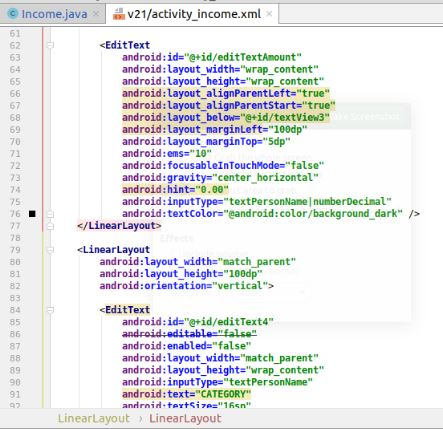 Income.java × v21/activity_income.xml ×
61
62 <EditText
63 android:id="@+id/editTextAmount"
64 android:layout_width="wrap_content"
65 android:layout_height="wrap_content"
66 android:layout_alignParentLeft="true"
67 android:layout_alignParentStart="true"
68 android:layout_below="@+id/textView3"
69 android:layout_marginLeft="100dp"
70 android:layout_marginTop="5dp"
71 android:ems="10"
72 android:focusableInTouchMode="false"
73 android:gravity="center_horizontal"
74 android:hint="0.00"
75 android:inputType="textPersonName|numberDecimal"
76 android:textColor="@android:color/background_dark" />
77 </LinearLayout>
78
79 <LinearLayout
80 android:layout_width="match_parent"
81 android:layout_height="100dp"
82 android:orientation="vertical">
83
84 <EditText
85 android:id="@+id/editText4"
86 android:editable="false"
87 android:enabled="false"
88 android:layout_width="match_parent"
89 android:layout_height="wrap_content"
90 android:inputType="textPersonName"
91 android:text="CATEGORY"
92 android:textSize="16sp"
LinearLayout › LinearLayout